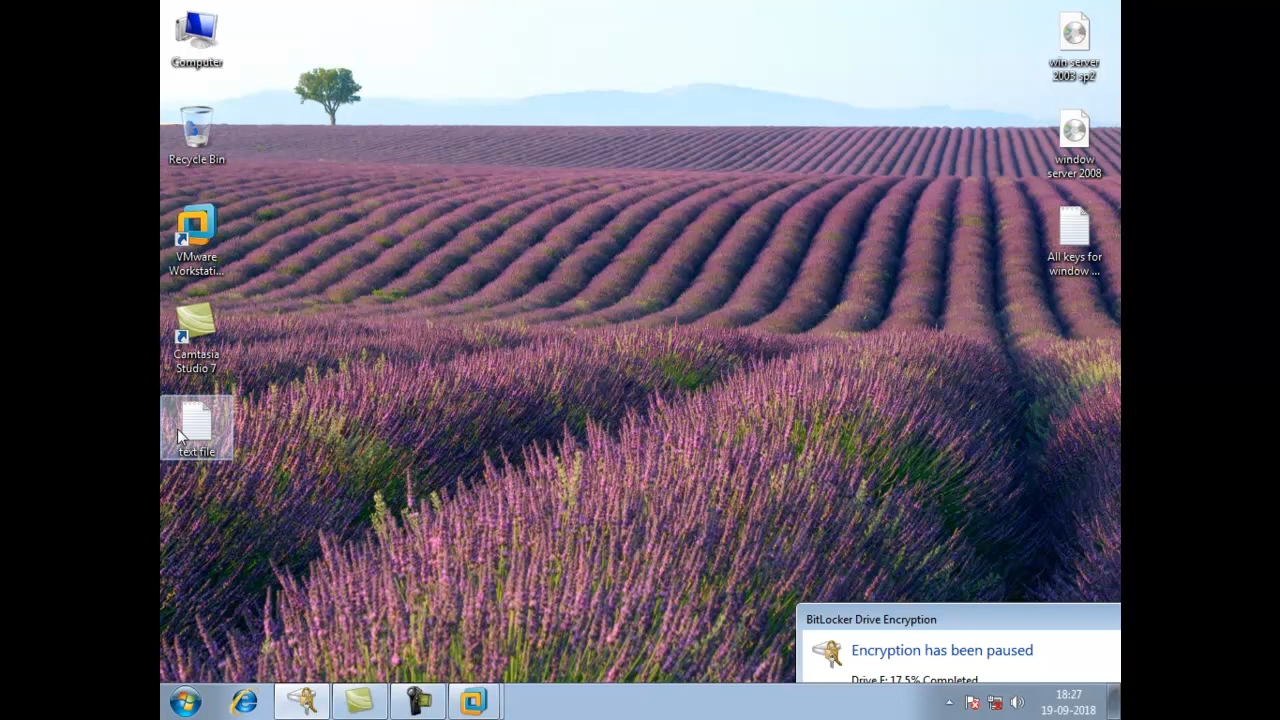 Computer
Recycle Bin
VMware
Workstati...
Camtasia
Studio 7
text file
win server
2003 sp2
window
server 2008
All keys for
window ...
BitLocker Drive Encryption
Encryption has been paused
Drive F: 17.5% Completed
18:27
19-09-2018